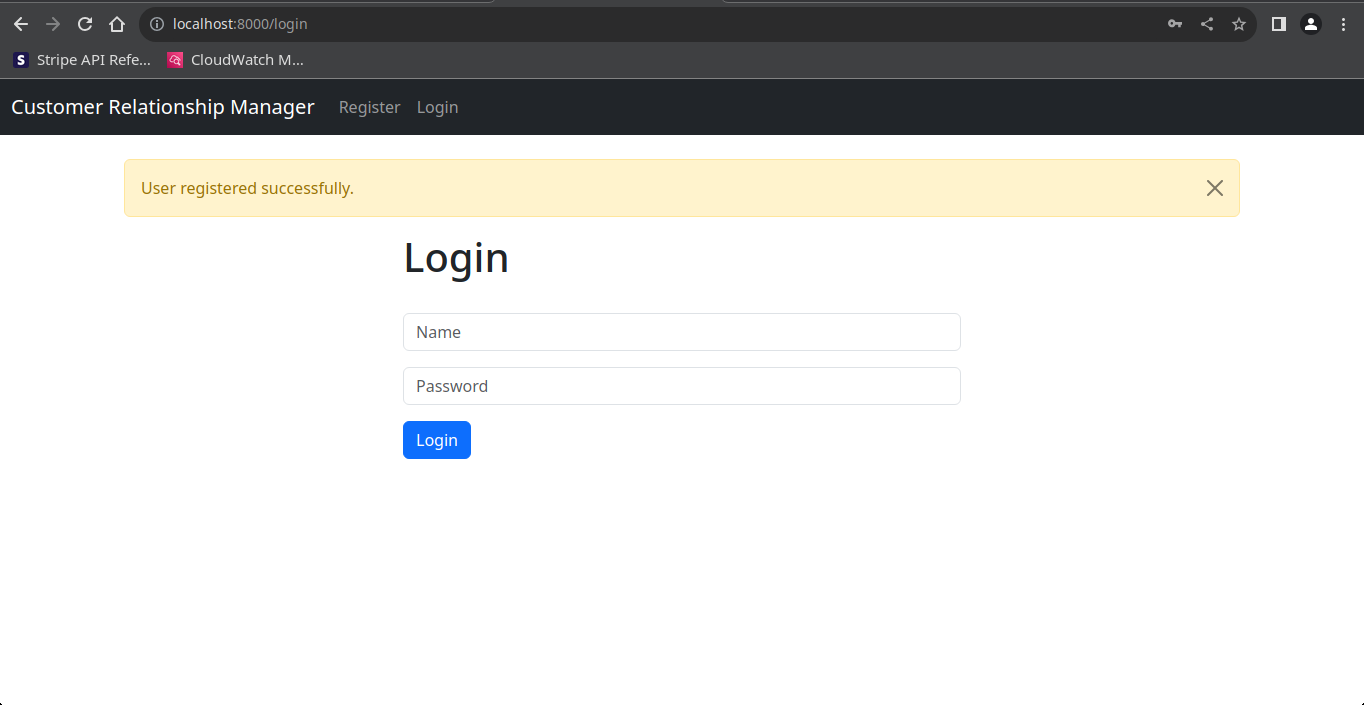 localhost:8000/login
S Stripe API Refe... CloudWatch M...
Customer Relationship Manager Register Login
User registered successfully.
Login
Name
Password
Login